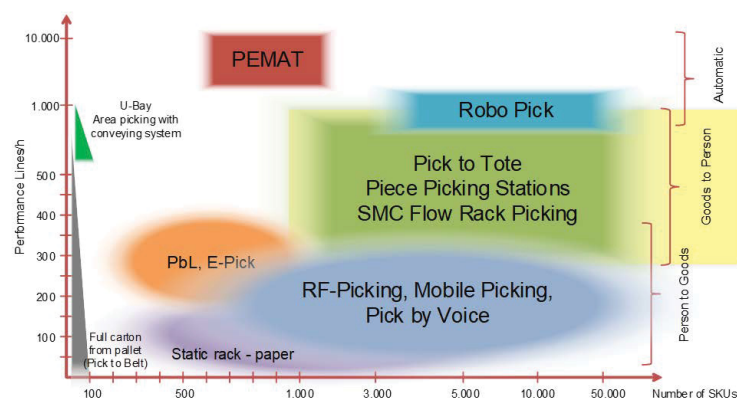 10.000
1.000
500
400
300
200
100
Performance Lines/h
PEMAT
U-Bay
Area picking with
conveying system
Robo Pick
Pick to Tote
Piece Picking Stations
SMC Flow Rack Picking
PbL, E-Pick
RF-Picking, Mobile Picking,
Pick by Voice
Full carton
from pallet
(Pick to Belt)
Static rack - paper
Automatic
Goods to Person
Person to Goods
100
500
1.000
3.000
5.000
10.000
50.000
Number of SKUs